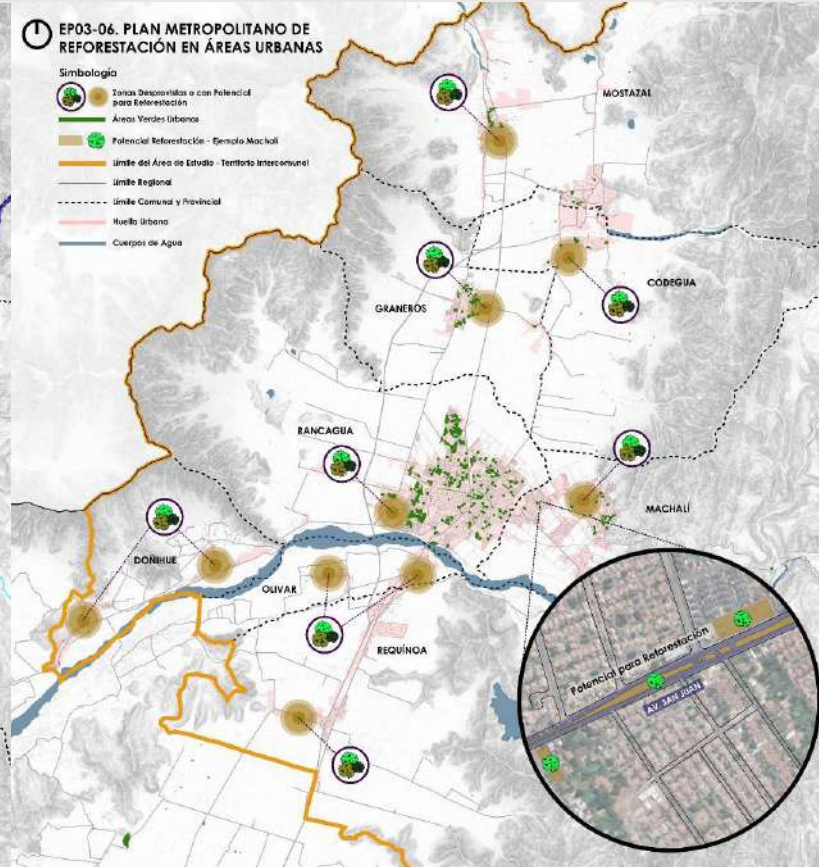 EP03-06. PLAN METROPOLITANO DE
REFORESTACIÓN EN ÁREAS URBANAS
Simbología
Zonas Desprovistas o con Potencial
para Reforestación
Áreas Verdes Urbanas
Potencial Reforestación - Ejemplo Machalí
Límite del Área de Estudio - Territorio Intercomunal
Límite Regional
Límite Comunal y Provincial
Huella Urbana
Cuerpos de Agua
MOSTAZAL
CODEGUA
GRANEROS
RANCAGUA
MACHALÍ
DOÑIHUE
OLIVAR
REQUÍNOA
Potencial para Reforestación
AV. SAN JUAN